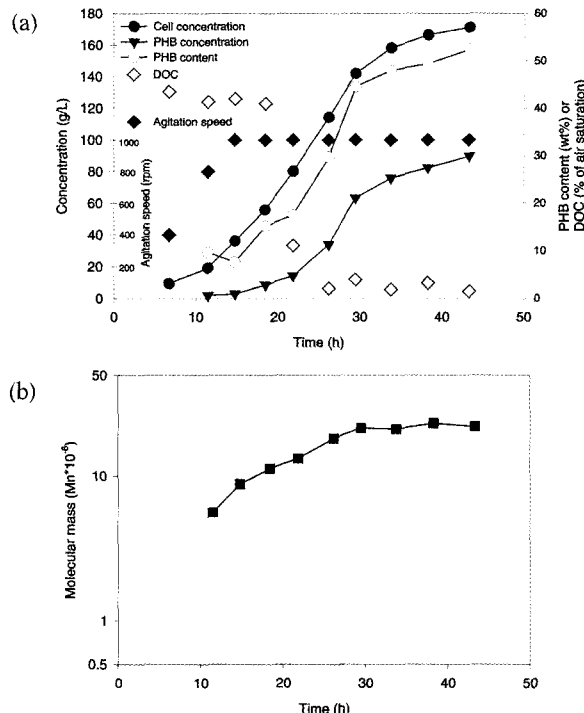 (a)
Cell concentration
PHB concentration
PHB content
DOC
Agitation speed
Concentration (g/L)
180
160
140
120
100
80
60
40
20
0
Agitation speed (rpm)
1000
800
400
200
PHB content (wt%) or
DOC (% of air saturation)
60
50
40
30
20
10
0
0 10 20 30 40 50
Time (h)
(b)
Molecular mass (Mn*10⁻⁶)
50
10
1
0.5
0 10 20 30 40 50
Time (h)